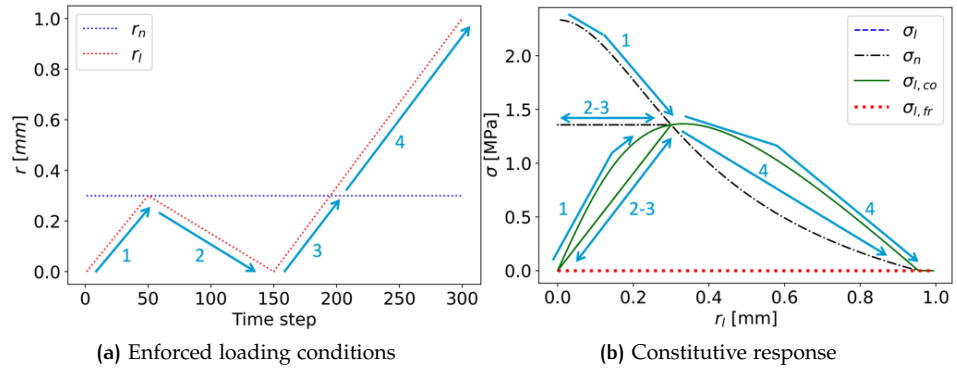 1.0
0.8
0.6
0.4
0.2
0.0
r [mm]
r_n
r_l
1
2
3
4
0 50 100 150 200 250 300
Time step
(a) Enforced loading conditions
2.0
1.5
1.0
0.5
0.0
σ [MPa]
σ_l
σ_n
σ_{l,co}
σ_{l,fr}
1
2-3
1
2-3
4
4
0.0 0.2 0.4 0.6 0.8 1.0
r_l [mm]
(b) Constitutive response